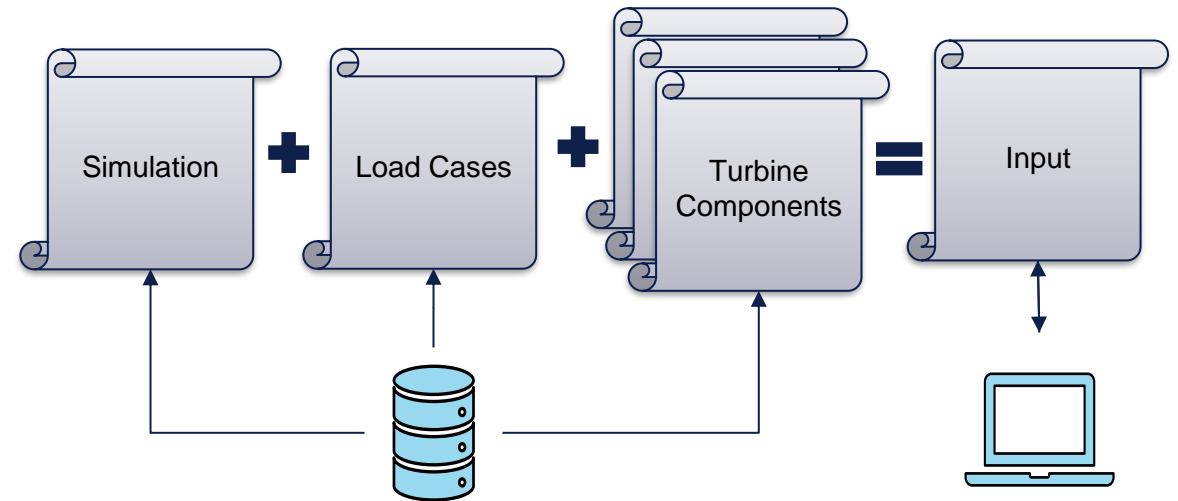 Simulation
Load Cases
Turbine
Components
Input